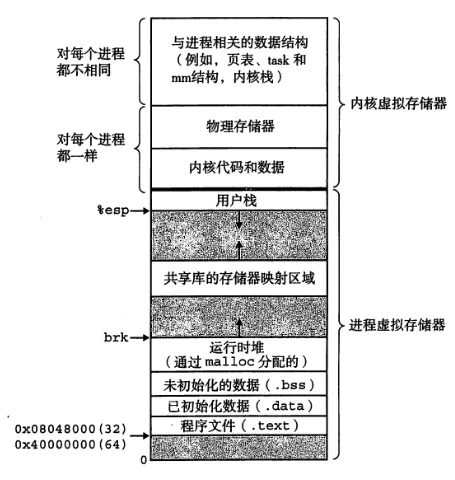 对每个进程
都不相同
与进程相关的数据结构
（例如，页表、task 和
mm结构，内核栈）
对每个进程
都一样
物理存储器
内核代码和数据
内核虚拟存储器
用户栈
%esp
共享库的存储器映射区域
brk
运行时堆
（通过 malloc 分配的）
进程虚拟存储器
未初始化的数据（.bss）
已初始化数据（.data）
程序文件（.text）
0x08048000(32)
0x40000000(64)
0